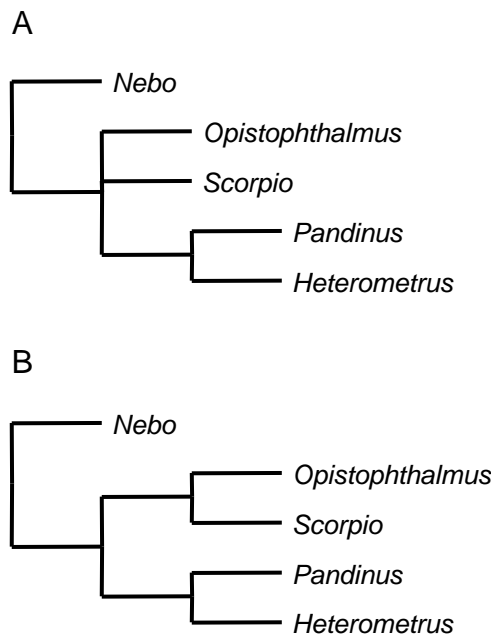 A
Nebo
Opistophthalmus
Scorpio
Pandinus
Heterometrus
B
Nebo
Opistophthalmus
Scorpio
Pandinus
Heterometrus